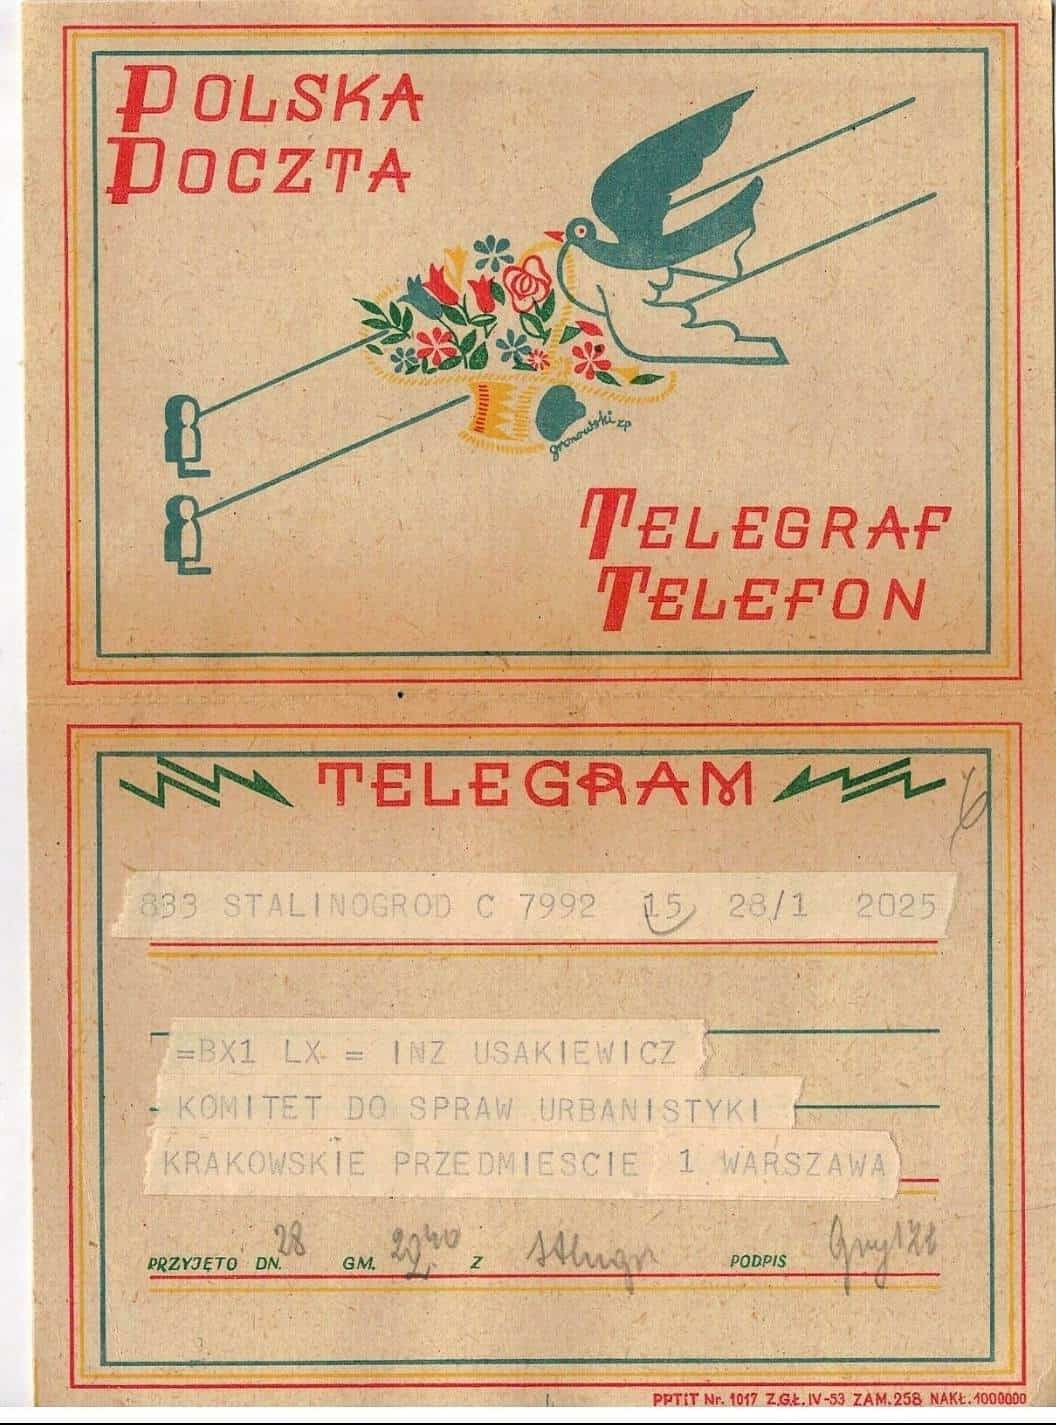 POLSKA
POCZTA
gronowski zp
TELEGRAF
TELEFON
TELEGRAM
833 STALINOGROD C 7992 15 28/1 2025
=BX1 LX = INZ USAKIEWICZ
KOMITET DO SPRAW URBANISTYKI
KRAKOWSKIE PRZEDMIESCIE 1 WARSZAWA
PRZYJĘTO DN. 28 GM. Z PODPIS
PPTiT Nr. 1017 Z.G.Ł. IV-53 ZAM. 258 NAKŁ. 1000000